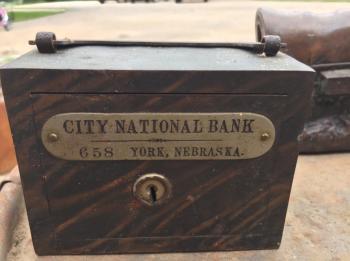 CITY NATIONAL BANK
658 YORK, NEBRASKA.